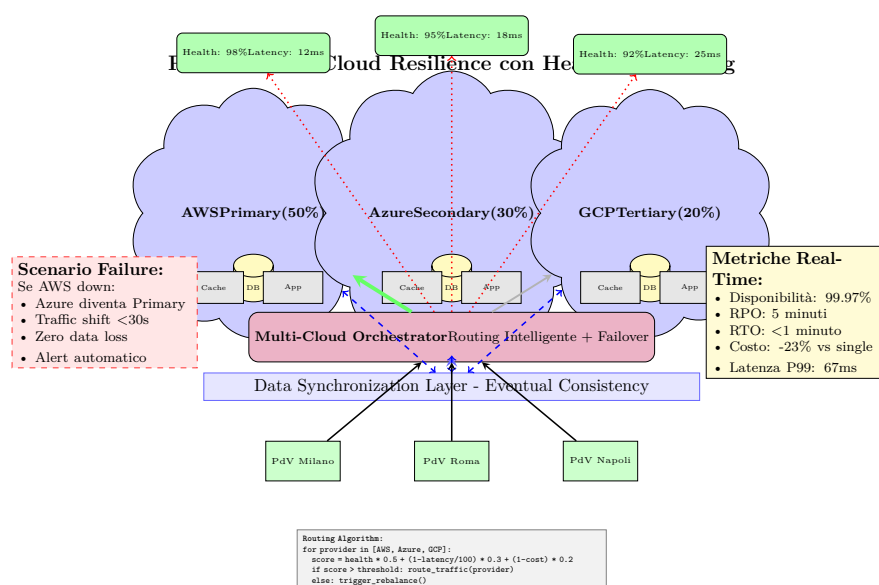 Health: 98%Latency: 12ms
Health: 95%Latency: 18ms
Health: 92%Latency: 25ms
Cloud Resilience con
AWSPrimary(50%)
AzureSecondary(30%)
GCPTertiary(20%)
Cache
DB
App
Cache
DB
App
Cache
DB
App
Scenario Failure:
Se AWS down:
• Azure diventa Primary
• Traffic shift <30s
• Zero data loss
• Alert automatico
Metriche Real-
Time:
• Disponibilità: 99.97%
• RPO: 5 minuti
• RTO: <1 minuto
• Costo: -23% vs single
• Latenza P99: 67ms
Multi-Cloud OrchestratorRouting Intelligente + Failover
Data Synchronization Layer - Eventual Consistency
PdV Milano
PdV Roma
PdV Napoli
Routing Algorithm:
for provider in [AWS, Azure, GCP]:
score = health * 0.5 + (1-latency/100) * 0.3 + (1-cost) * 0.2
if score > threshold: route_traffic(provider)
else: trigger_rebalance()